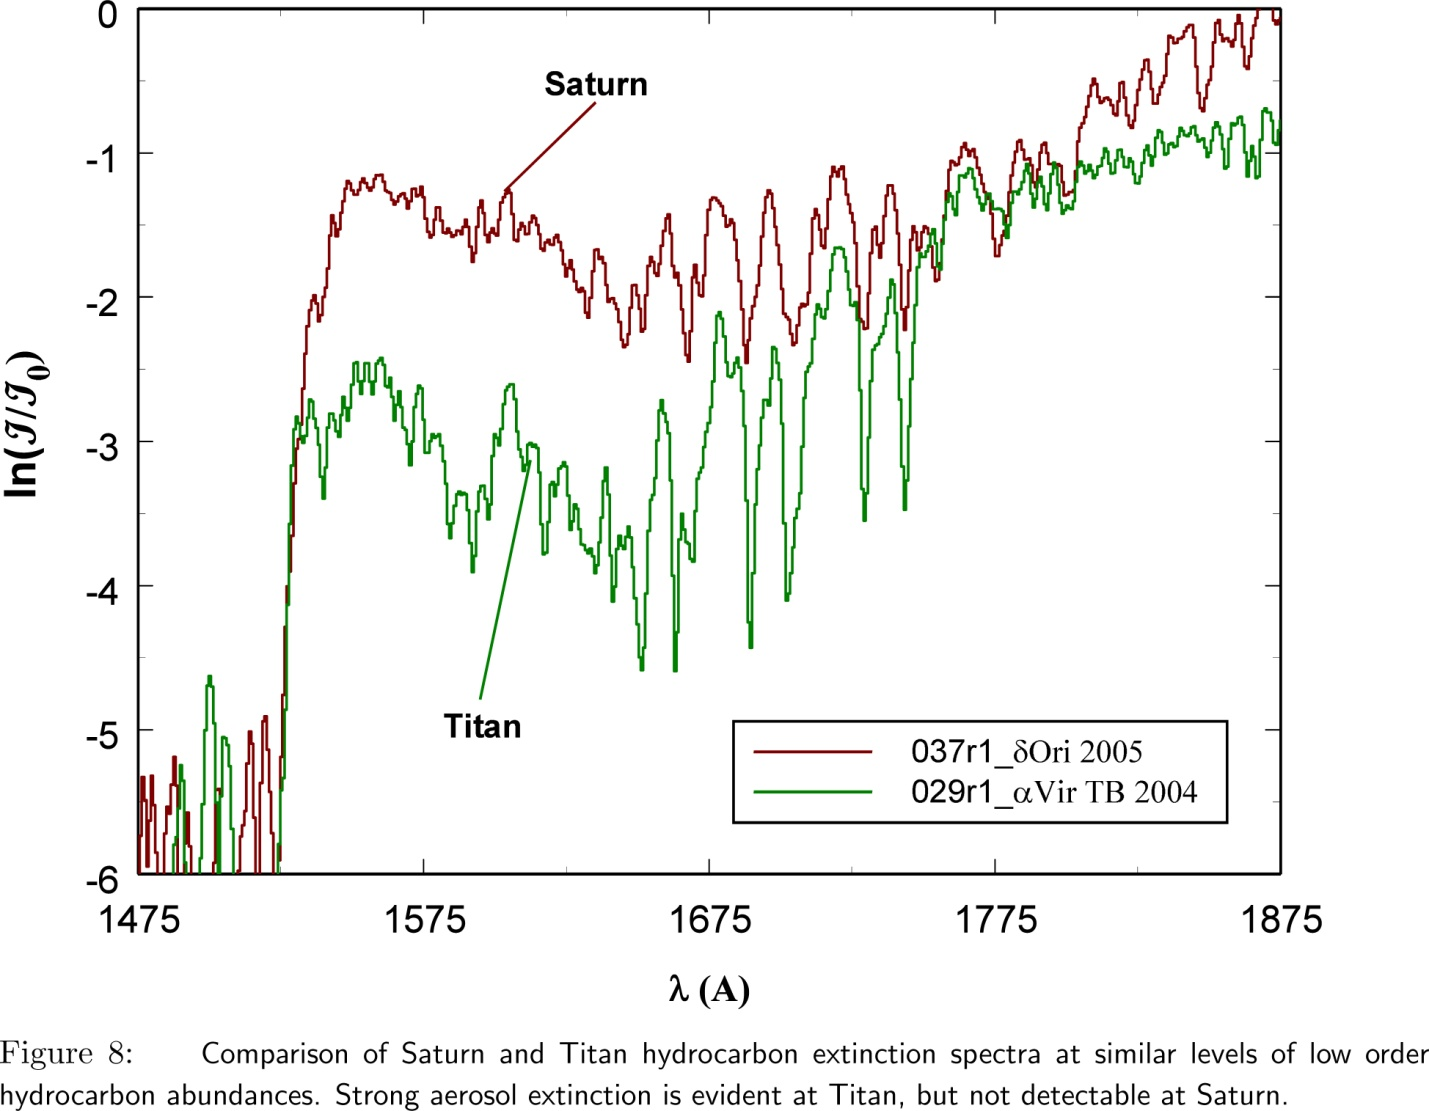 0
-1
-2
-3
-4
-5
-6
ln(ℐ/ℐ₀)
Saturn
Titan
037r1_δOri 2005
029r1_αVir TB 2004
1475 1575 1675 1775 1875
λ (A)
Figure 8: Comparison of Saturn and Titan hydrocarbon extinction spectra at similar levels of low order
hydrocarbon abundances. Strong aerosol extinction is evident at Titan, but not detectable at Saturn.